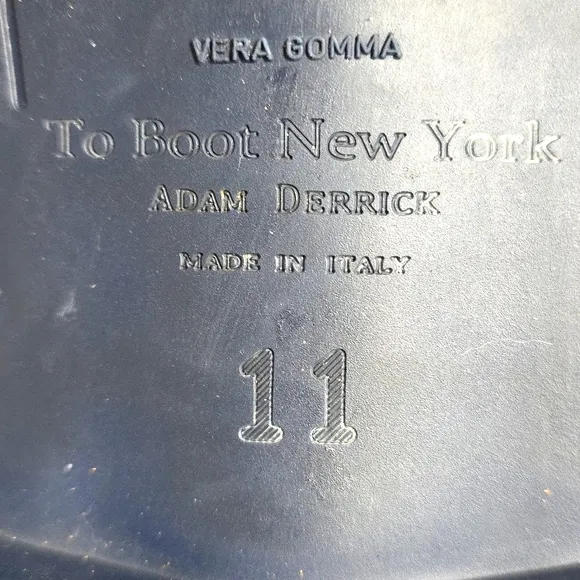 VERA GOMMA
To Boot New York
ADAM DERRICK
MADE IN ITALY
11